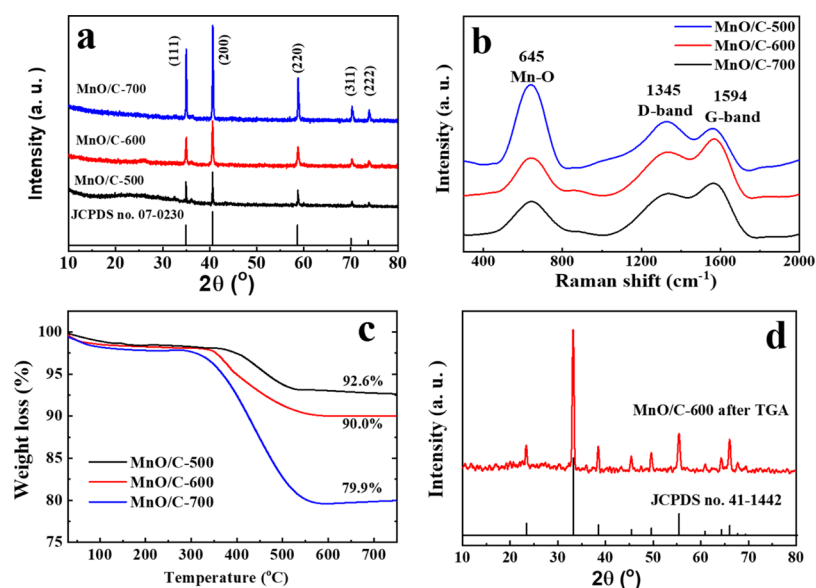 a
(111)
(200)
(220)
(311)
(222)
MnO/C-700
MnO/C-600
MnO/C-500
JCPDS no. 07-0230
Intensity (a. u. )
10 20 30 40 50 60 70 80
2θ (°)
b
MnO/C-500
MnO/C-600
MnO/C-700
645
Mn-O
1345
D-band
1594
G-band
Intensity (a. u. )
400 800 1200 1600 2000
Raman shift (cm-1)
c
100
95
90
85
80
75
92.6%
90.0%
79.9%
MnO/C-500
MnO/C-600
MnO/C-700
Weight loss (%)
100 300 500 700
Temperature (°C)
d
MnO/C-600 after TGA
JCPDS no. 41-1442
Intensity (a. u. )
10 20 30 40 50 60 70 80
2θ (°)